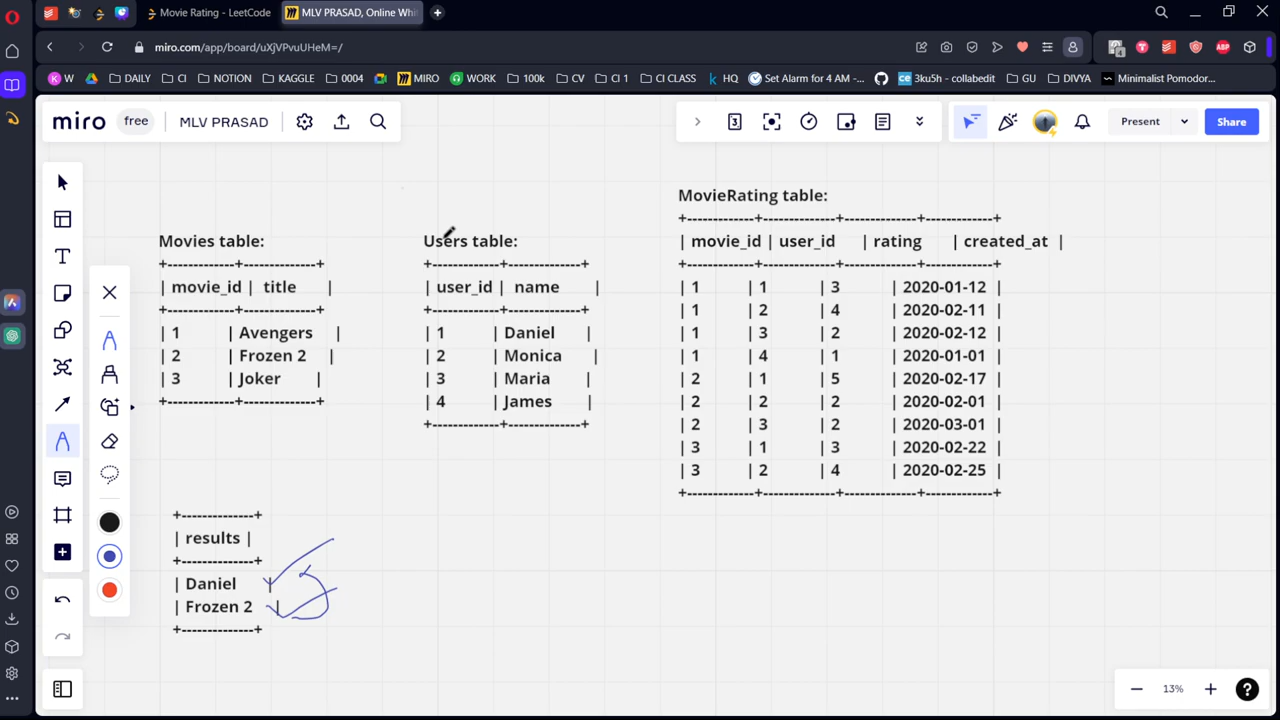 Movie Rating - LeetCode
MLV PRASAD, Online Whi
miro.com/app/board/uXjVPvuUHeM=/
W
DAILY
CI
NOTION
KAGGLE
0004
MIRO
WORK
100k
CV
CI 1
CI CLASS
HQ
Set Alarm for 4 AM -...
3ku5h - collabedit
GU
DIVYA
Minimalist Pomodor...
miro
free
MLV PRASAD
3
Present
Share
MovieRating table:
+-------------+-------------+-------------+------------+
| movie_id | user_id | rating | created_at |
+-------------+-------------+-------------+------------+
| 1 | 1 | 3 | 2020-01-12 |
| 1 | 2 | 4 | 2020-02-11 |
| 1 | 3 | 2 | 2020-02-12 |
| 1 | 4 | 1 | 2020-01-01 |
| 2 | 1 | 5 | 2020-02-17 |
| 2 | 2 | 2 | 2020-02-01 |
| 2 | 3 | 2 | 2020-03-01 |
| 3 | 1 | 3 | 2020-02-22 |
| 3 | 2 | 4 | 2020-02-25 |
+-------------+-------------+-------------+------------+
Movies table:
+-------------+--------------+
| movie_id | title |
+-------------+--------------+
| 1 | Avengers |
| 2 | Frozen 2 |
| 3 | Joker |
+-------------+--------------+
Users table:
+-------------+--------------+
| user_id | name |
+-------------+--------------+
| 1 | Daniel |
| 2 | Monica |
| 3 | Maria |
| 4 | James |
+-------------+--------------+
+--------------+
| results |
+--------------+
| Daniel |
| Frozen 2 |
+--------------+
13%